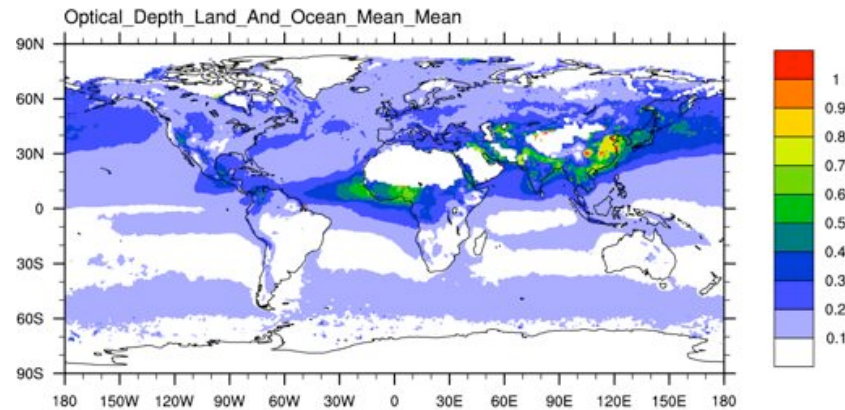 Optical_Depth_Land_And_Ocean_Mean_Mean
90N
60N
30N
0
30S
60S
90S
180 150W 120W 90W 60W 30W 0 30E 60E 90E 120E 150E 180
1
0.9
0.8
0.7
0.6
0.5
0.4
0.3
0.2
0.1